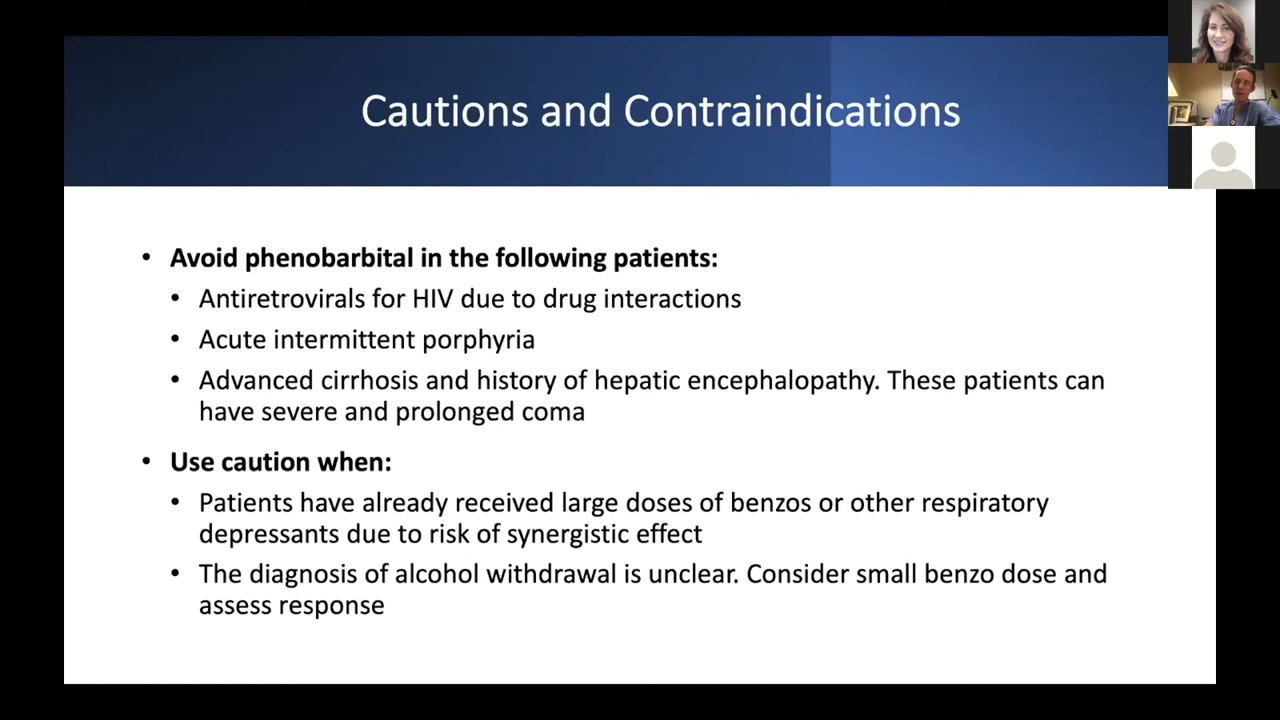 Cautions and Contraindications
• Avoid phenobarbital in the following patients:
• Antiretrovirals for HIV due to drug interactions
• Acute intermittent porphyria
• Advanced cirrhosis and history of hepatic encephalopathy. These patients can
have severe and prolonged coma
• Use caution when:
• Patients have already received large doses of benzos or other respiratory
depressants due to risk of synergistic effect
• The diagnosis of alcohol withdrawal is unclear. Consider small benzo dose and
assess response